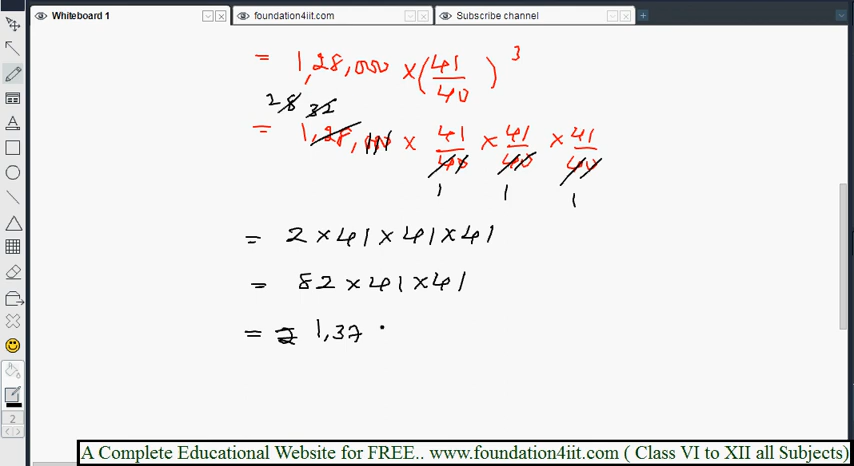 Whiteboard 1 foundation4iit.com Subscribe channel
= 1,28,000 × (41/40)³
2 8 32
= 1,28,000 × 41/40 × 41/40 × 41/40
1 1 1
= 2 × 41 × 41 × 41
= 82 × 41 × 41
= 1,37
2
A Complete Educational Website for FREE.. www.foundation4iit.com ( Class VI to XII all Subjects)